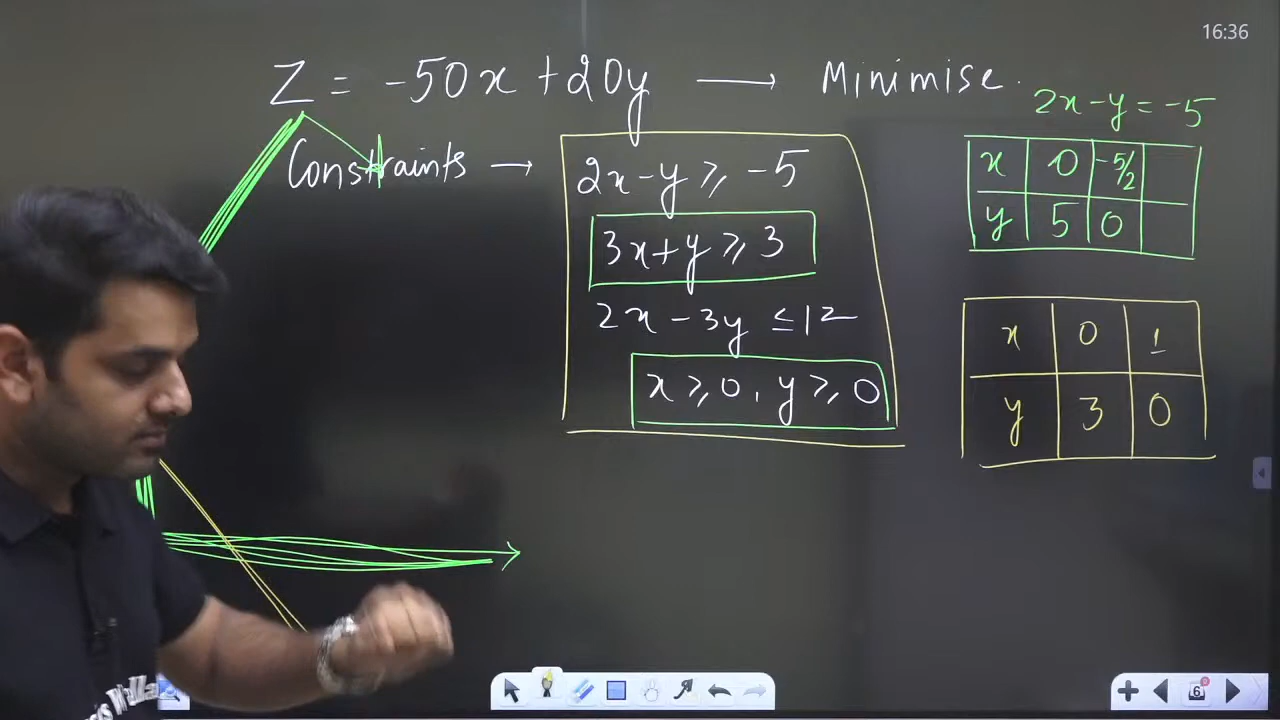 16:36
Z = -50x + 20y → Minimise.
Constraints →
2x - y ≥ -5
3x + y ≥ 3
2x - 3y ≤ 12
x ≥ 0, y ≥ 0
2x - y = -5
x 0 -5/2
y 5 0
x 0 1
y 3 0
6